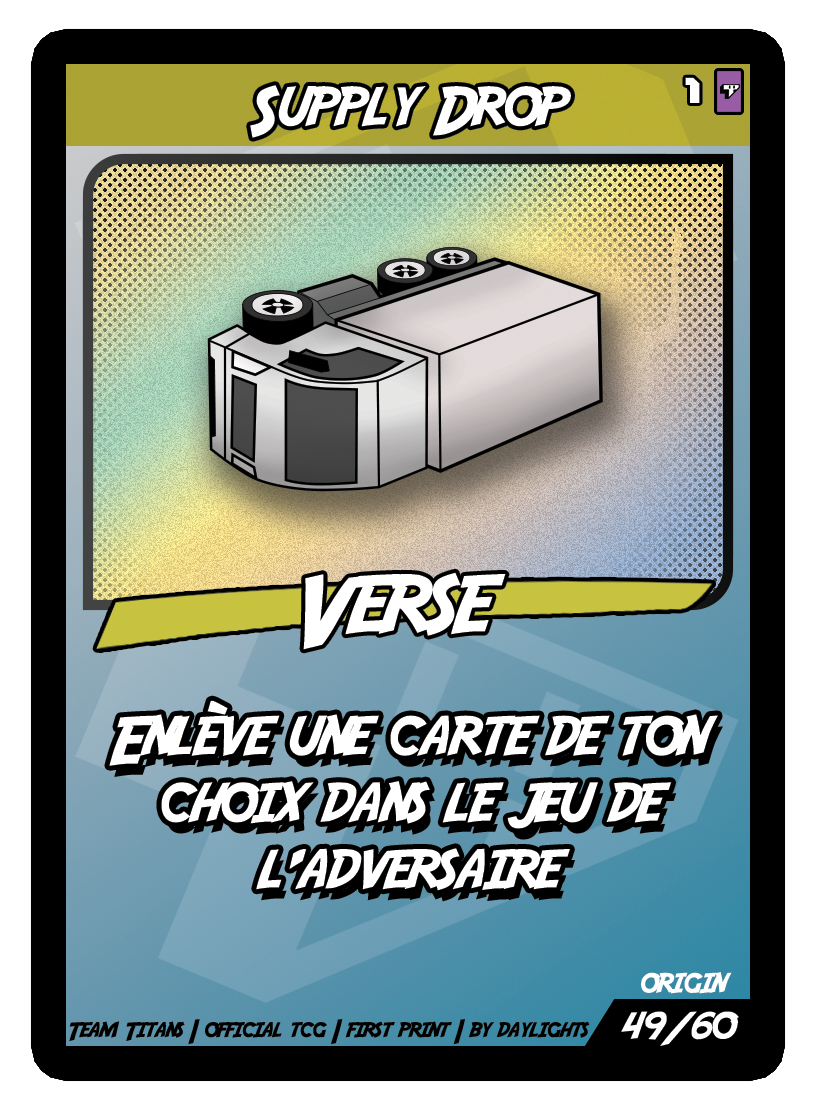 Supply Drop
1
Verse
Enlève une carte de ton
choix dans le jeu de
l'adversaire
Origin
49/60
Team Titans | Official TCG | First Print | By Daylights